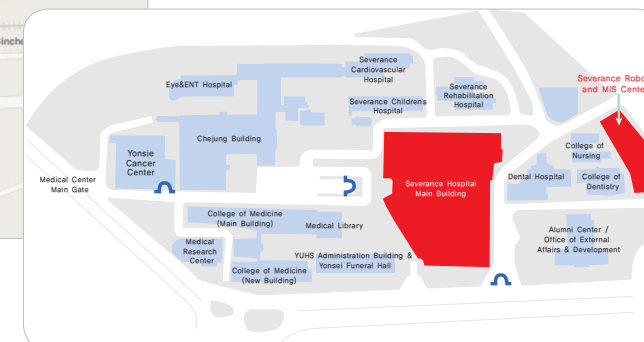 Severance
Cardiovascular
Hospital
Eye&ENT Hospital
Severance
Rehabilitation
Hospital
Severance Childrens
Hospital
Chejung Building
Yonsie
Cancer
Center
Medical Center
Main Gate
Severance Hospital
Main Building
College of
Nursing
Dental Hospital
College of
Dentistry
College of Medicine
(Main Building)
Medical Library
Medical
Research
Center
YUHS Administration Building &
Yonsei Funeral Hall
College of Medicine
(New Building)
Alumni Center /
Office of External
Affairs & Development
Severance Robo
and MIS Cente